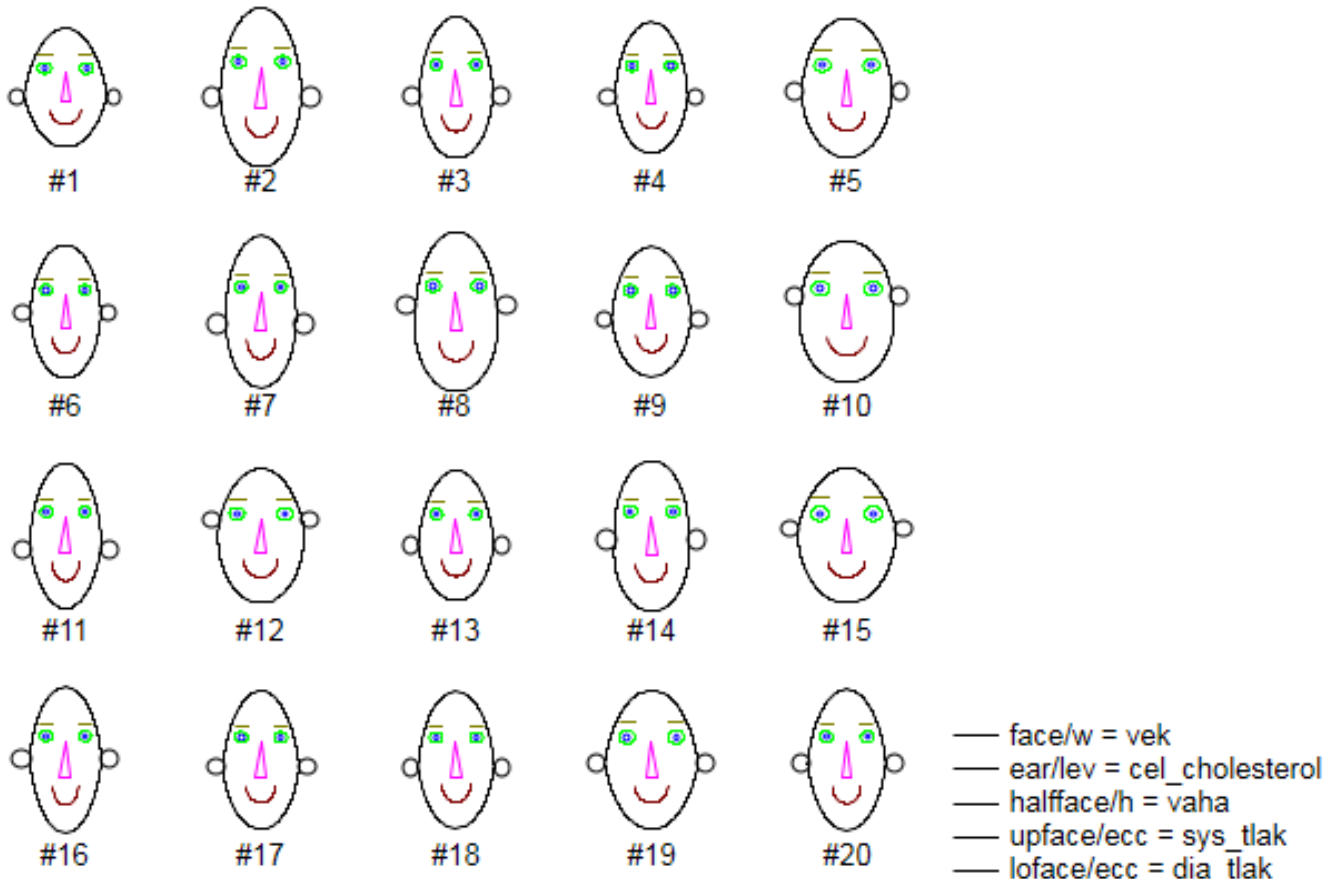 #1 #2 #3 #4 #5
#6 #7 #8 #9 #10
#11 #12 #13 #14 #15
#16 #17 #18 #19 #20
face/w = vek
ear/lev = cel_cholesterol
halfface/h = vaha
upface/ecc = sys_tlak
loface/ecc = dia_tlak